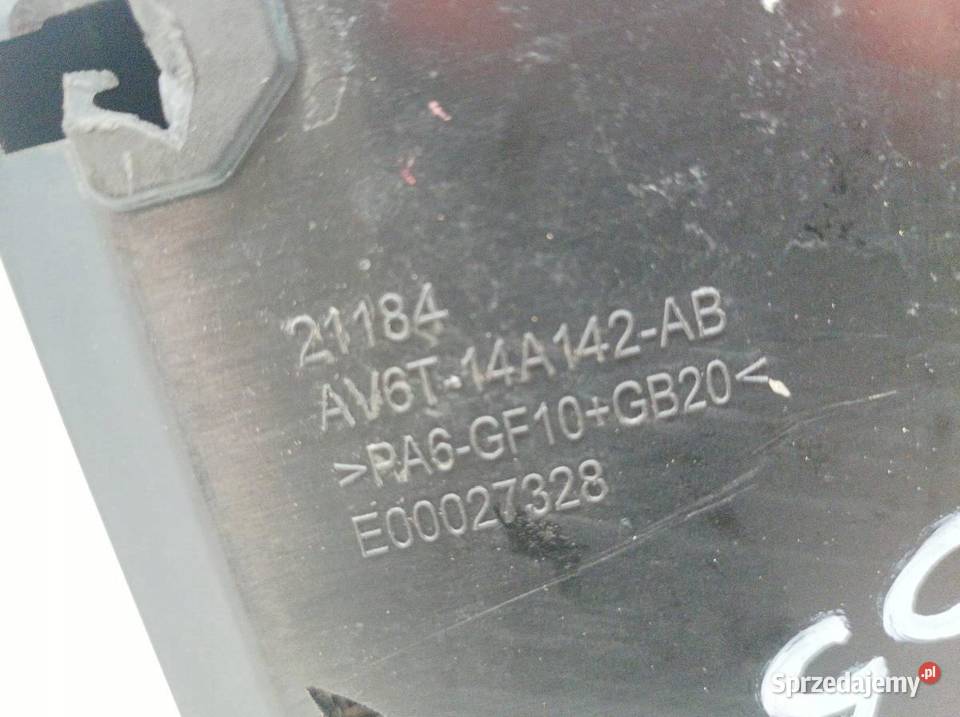 21184
AV6T-14A142-AB
>PA6-GF10+GB20<
E00027328
Sprzedajemy.pl